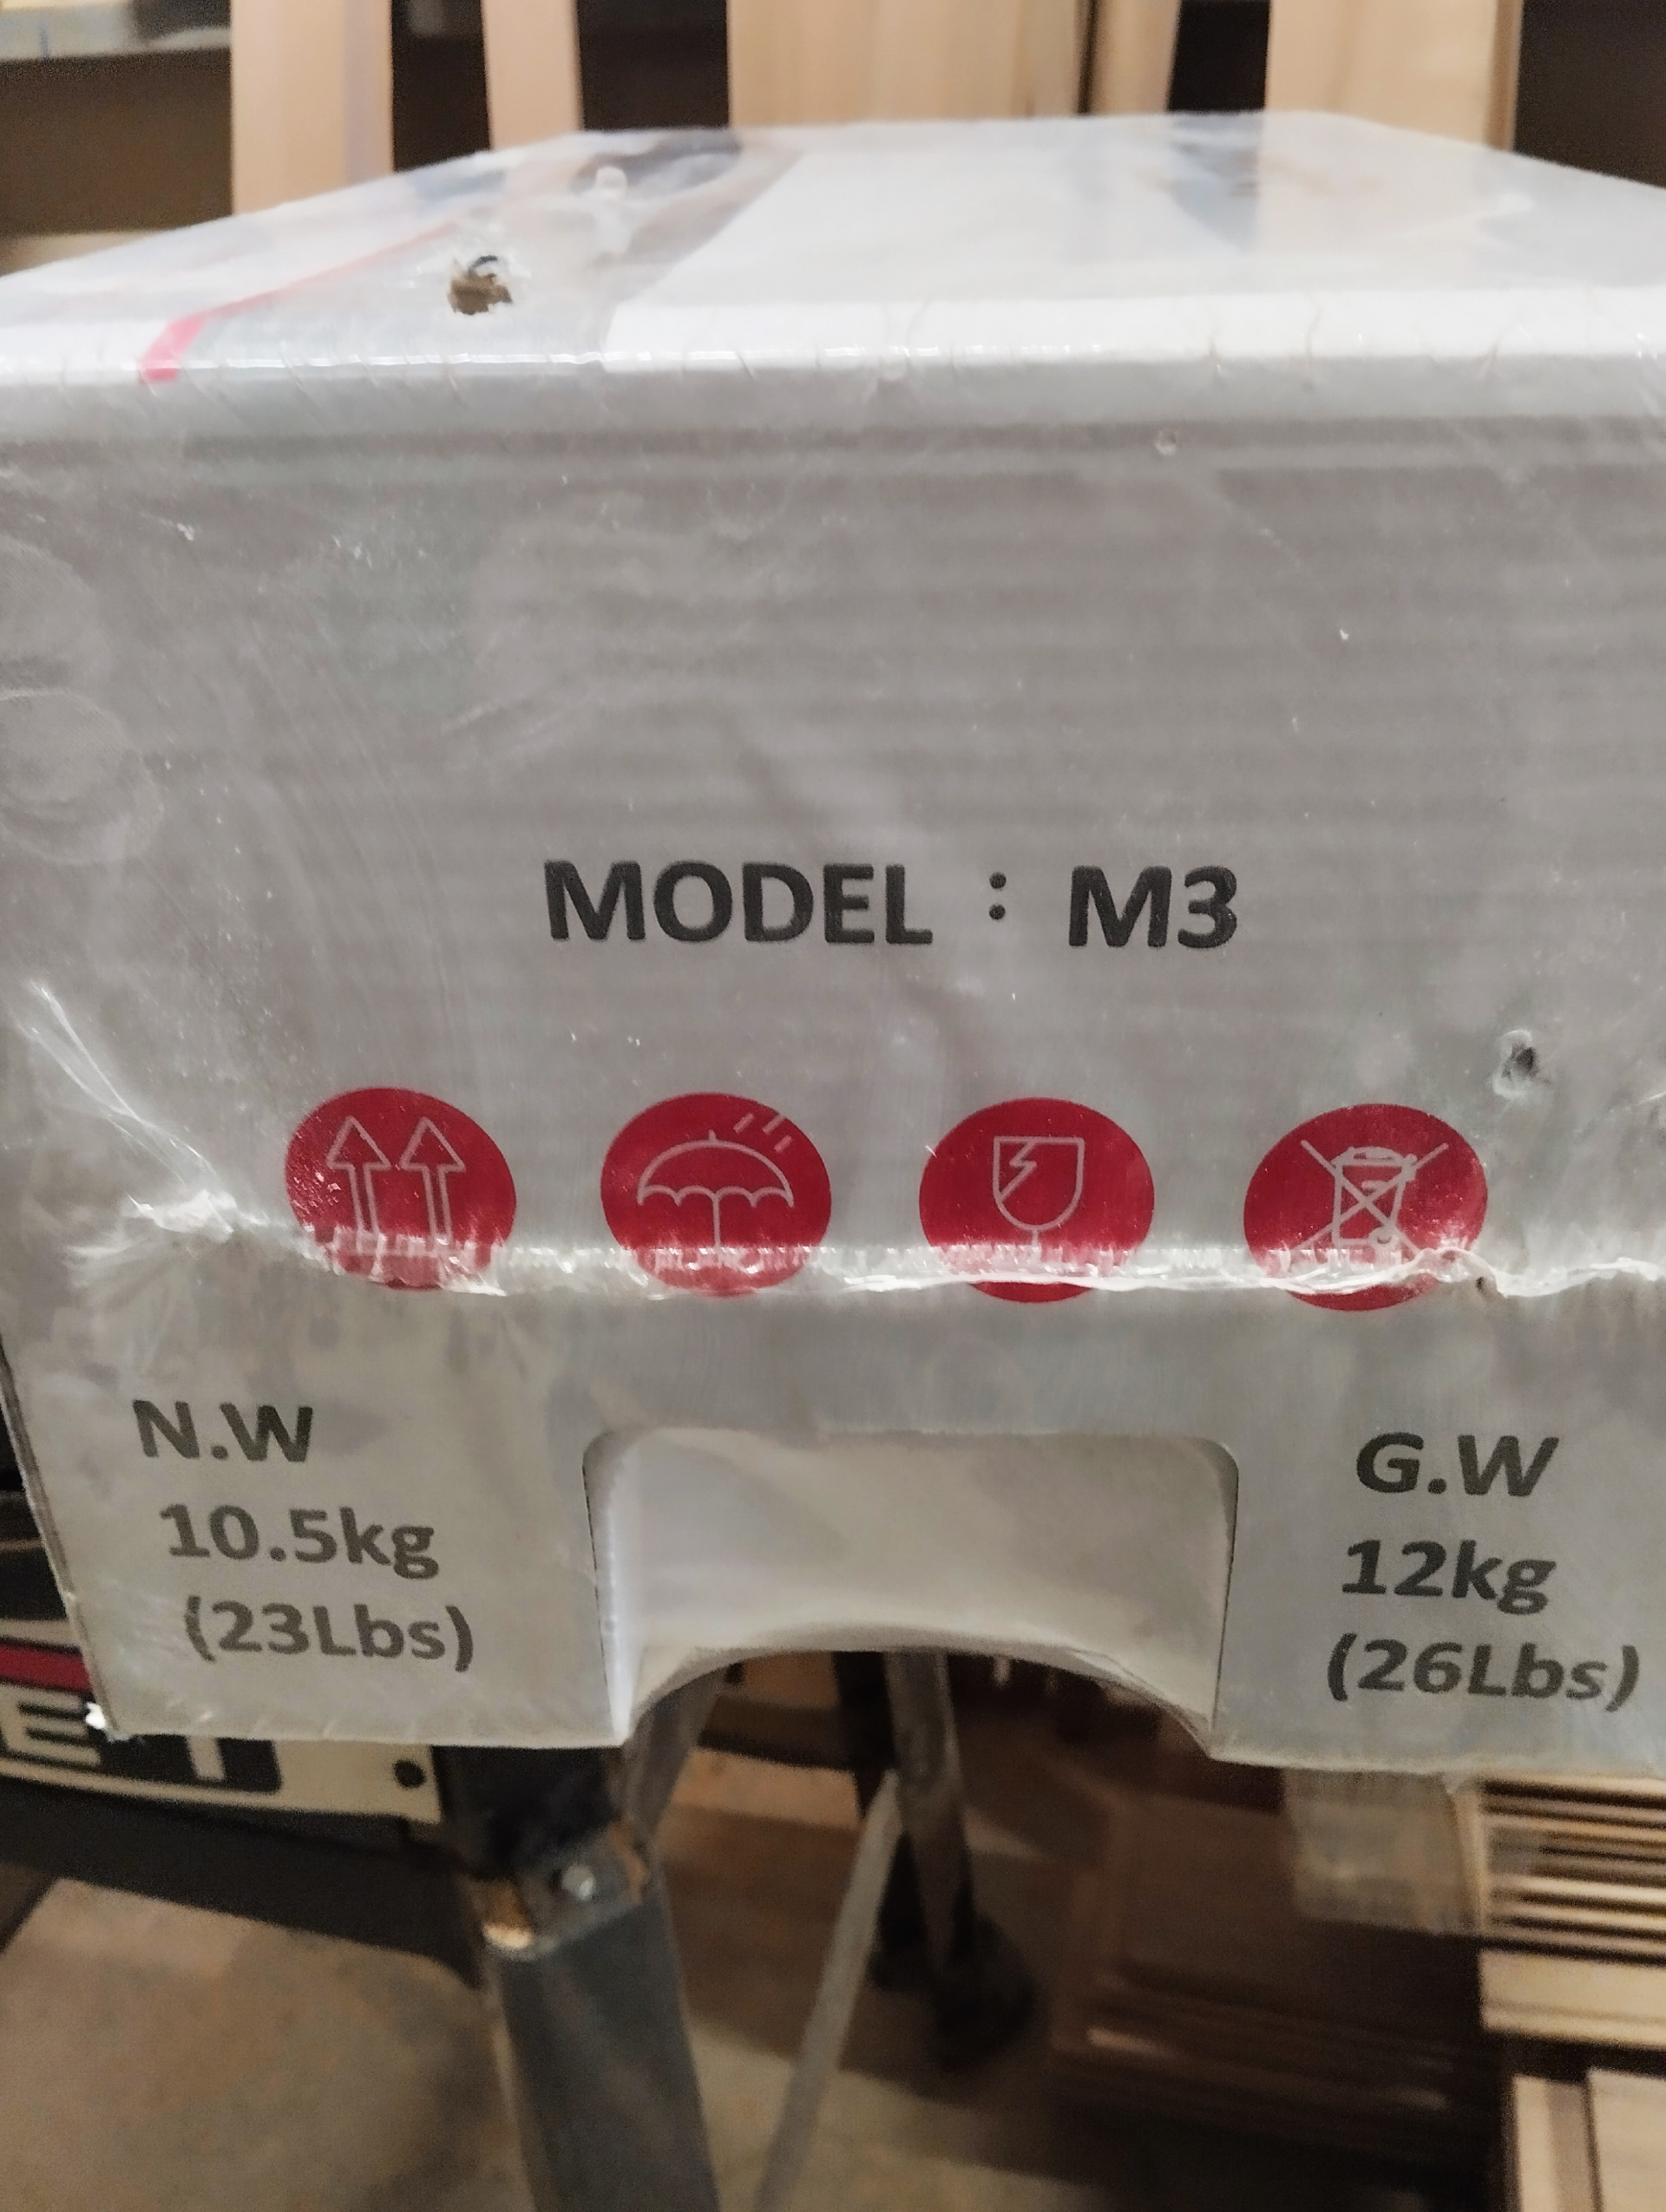 MODEL : M3
N.W
10.5kg
(23Lbs)
G.W
12kg
(26Lbs)